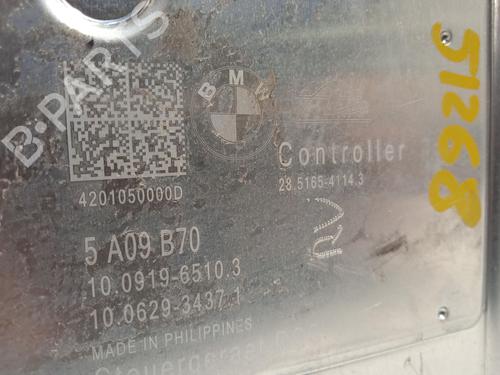 B-PARTS
BMW
Controller
4201050000D
28.5165-4114.3
5 A09 B70
10.0919-6510.3
10.0629-3437.1
MADE IN PHILIPPINES
Steuergeraet
51268